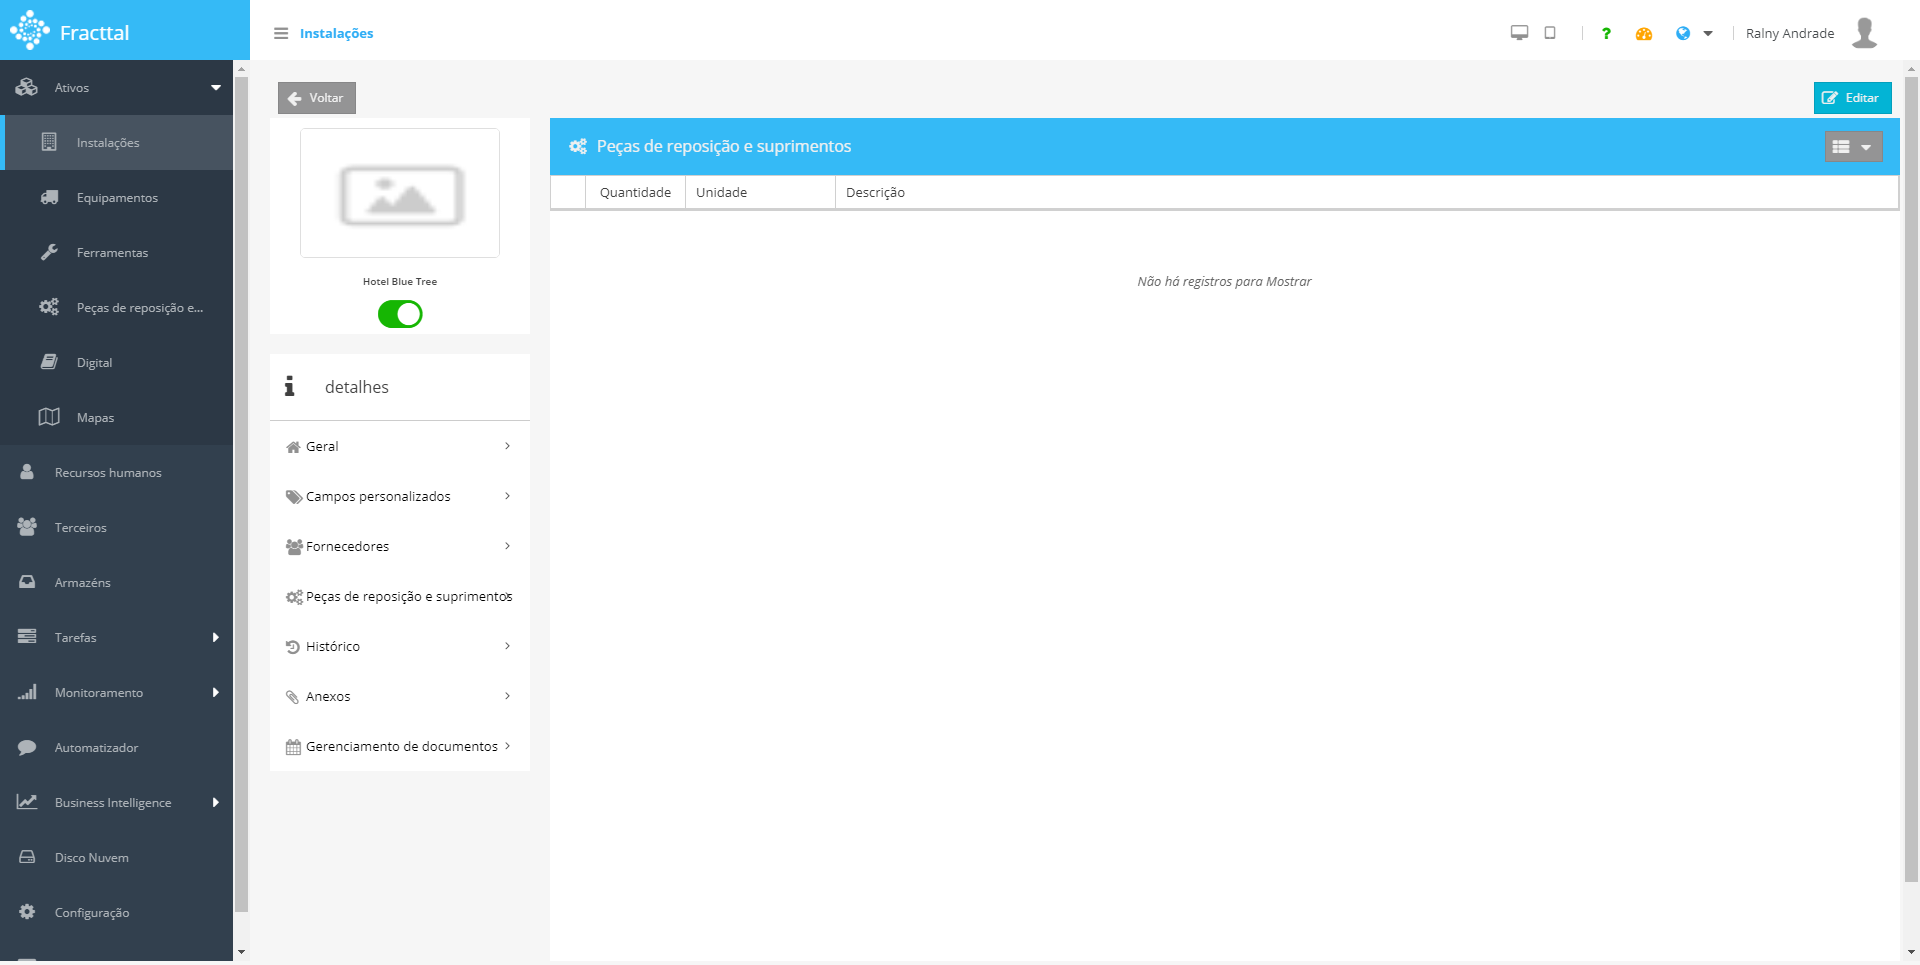 Fracttal
Instalações
?
Ralny Andrade
Ativos
Instalações
Equipamentos
Ferramentas
Peças de reposição e...
Digital
Mapas
Recursos humanos
Terceiros
Armazéns
Tarefas
Monitoramento
Automatizador
Business Intelligence
Disco Nuvem
Configuração
Voltar
Editar
Hotel Blue Tree
detalhes
Geral
Campos personalizados
Fornecedores
Peças de reposição e suprimentos
Histórico
Anexos
Gerenciamento de documentos
Peças de reposição e suprimentos
Quantidade Unidade Descrição
Não há registros para Mostrar